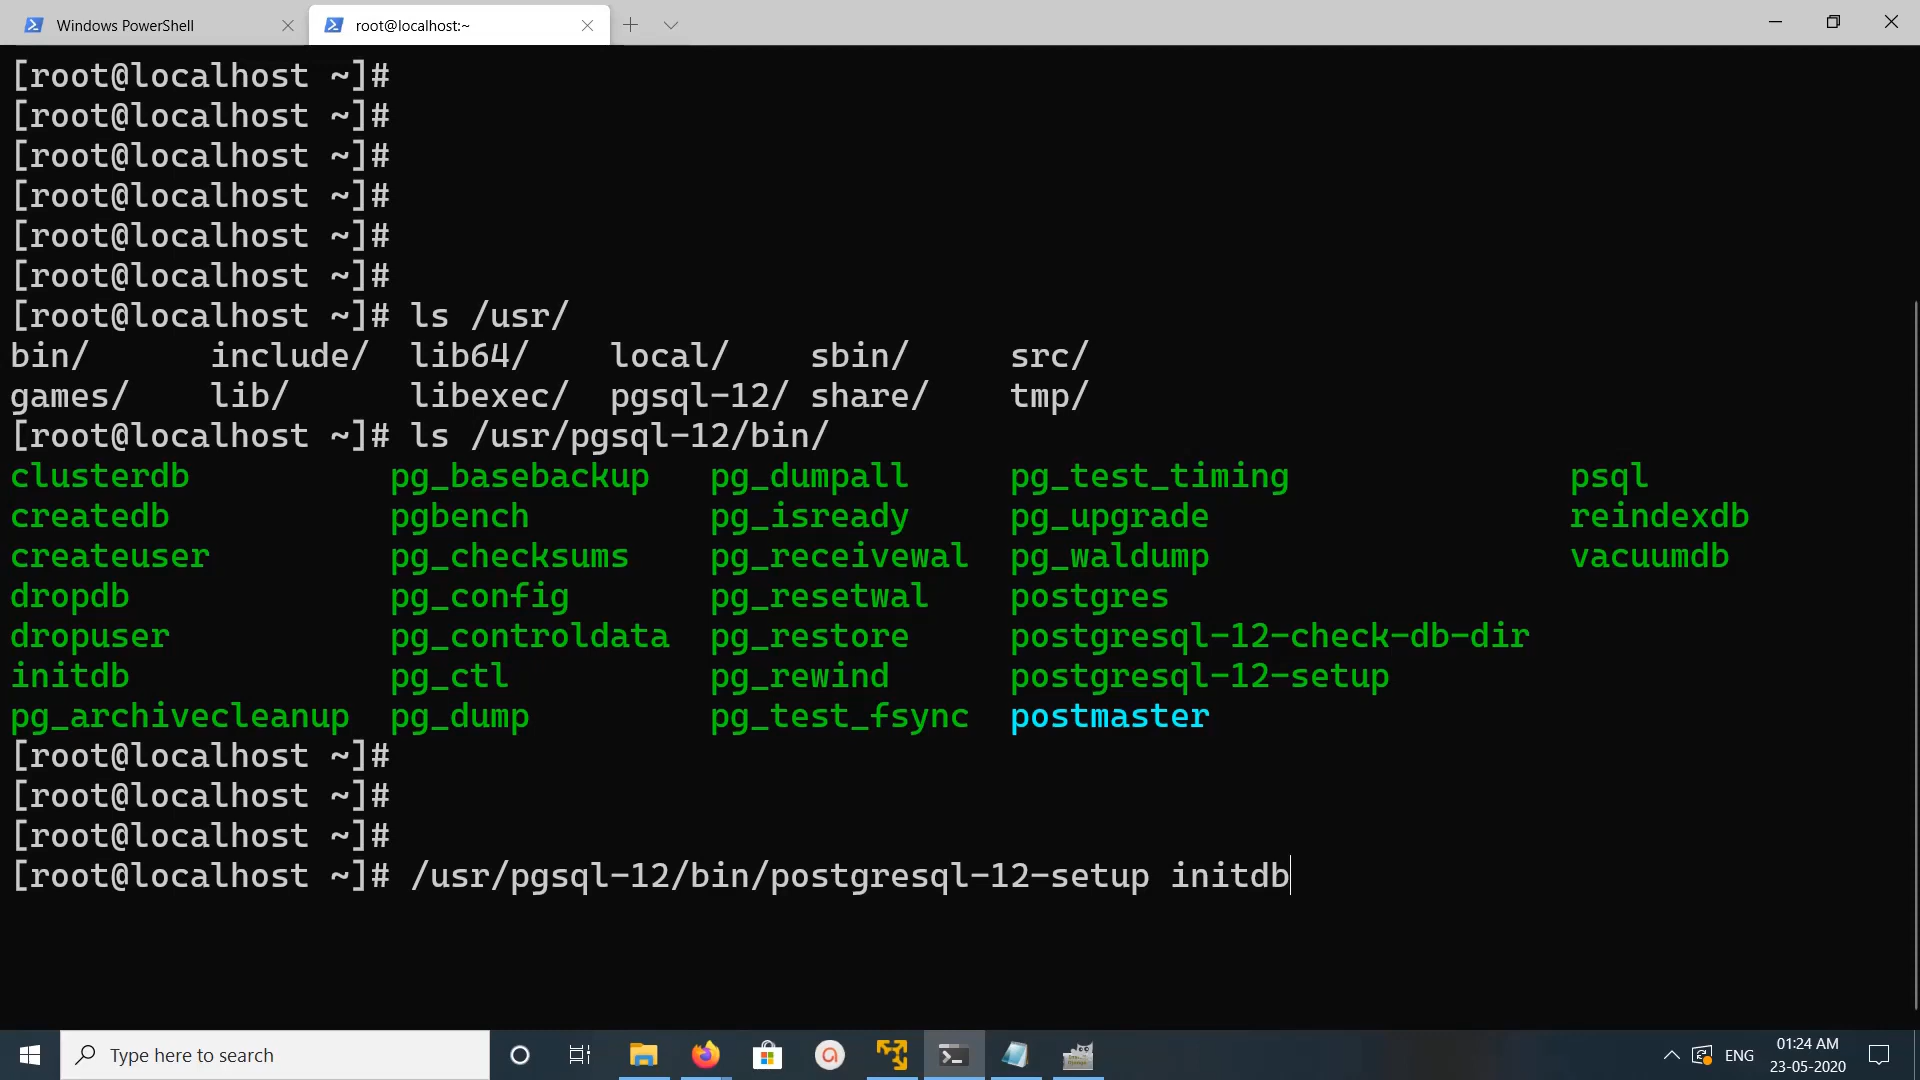 Windows PowerShell
root@localhost:~
[root@localhost ~]#
[root@localhost ~]#
[root@localhost ~]#
[root@localhost ~]#
[root@localhost ~]#
[root@localhost ~]#
[root@localhost ~]# ls /usr/
bin/ include/ lib64/ local/ sbin/ src/
games/ lib/ libexec/ pgsql-12/ share/ tmp/
[root@localhost ~]# ls /usr/pgsql-12/bin/
clusterdb pg_basebackup pg_dumpall pg_test_timing psql
createdb pgbench pg_isready pg_upgrade reindexdb
createuser pg_checksums pg_receivewal pg_waldump vacuumdb
dropdb pg_config pg_resetwal postgres
dropuser pg_controldata pg_restore postgresql-12-check-db-dir
initdb pg_ctl pg_rewind postgresql-12-setup
pg_archivecleanup pg_dump pg_test_fsync postmaster
[root@localhost ~]#
[root@localhost ~]#
[root@localhost ~]#
[root@localhost ~]# /usr/pgsql-12/bin/postgresql-12-setup initdb
Type here to search
ENG
01:24 AM
23-05-2020